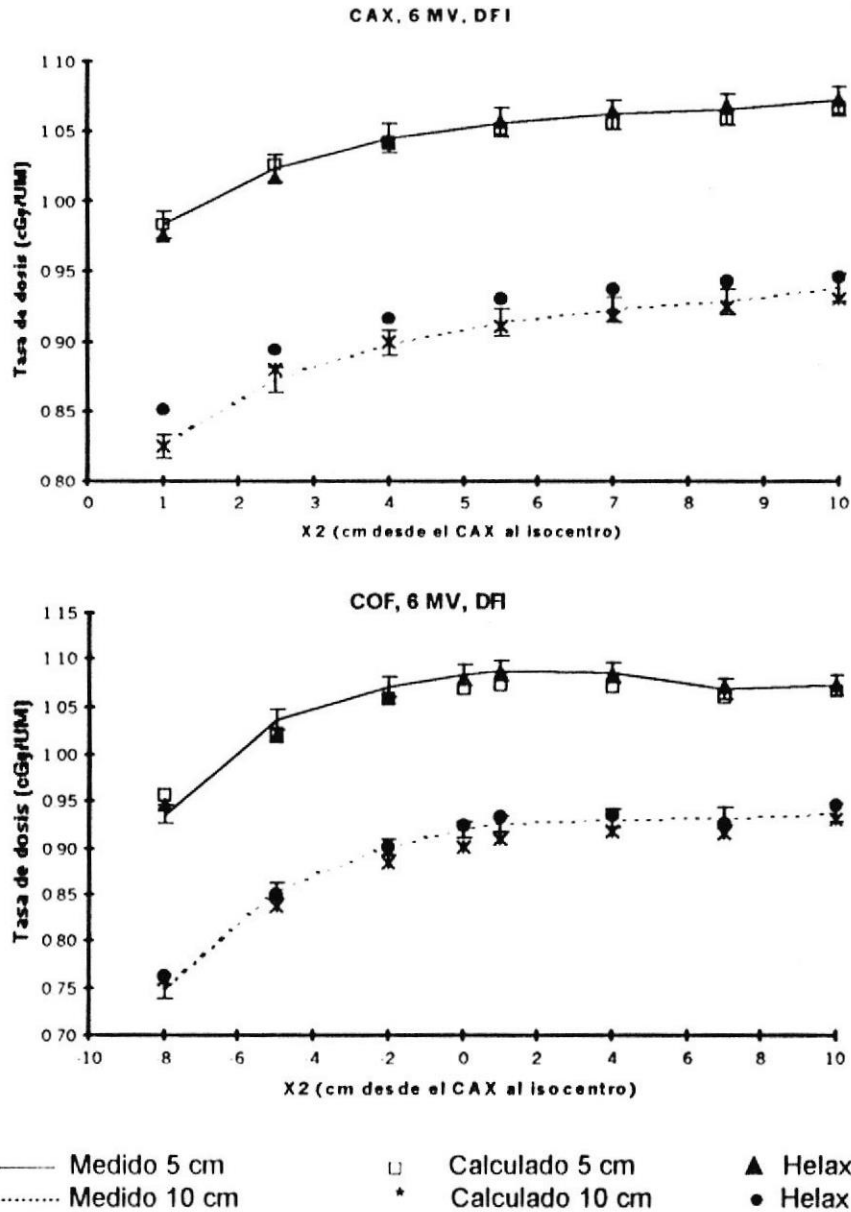 CAX, 6 MV, DFI
1 10
1 05
1 00
0 95
0 90
0 85
0 80
Tasa de dosis (cGy/UM)
0 1 2 3 4 5 6 7 8 9 10
X2 (cm desde el CAX al isocentro)
COF, 6 MV, DFI
1 15
1 10
1 05
1 00
0 95
0 90
0 85
0 80
0 75
0 70
Tasa de dosis (cGy/UM)
-10 8 -6 4 -2 0 2 4 6 8 10
X2 (cm desde el CAX al isocentro)
Medido 5 cm Calculado 5 cm Helax
Medido 10 cm Calculado 10 cm Helax